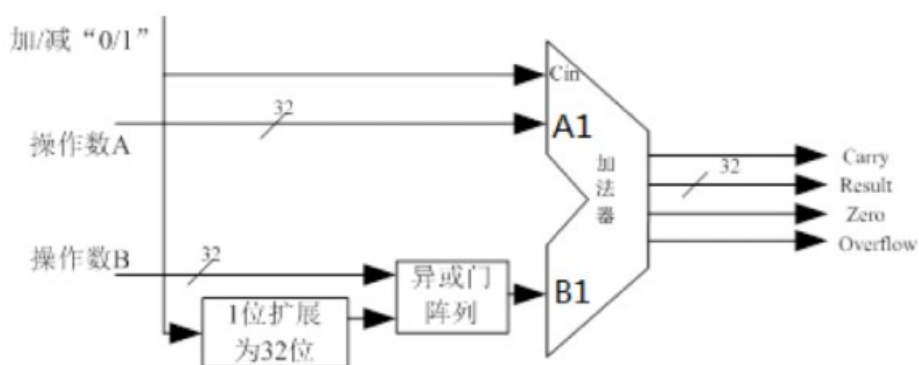 加/减“0/1”
Cin
32
A1
操作数A
加
法
器
Carry
32
Result
Zero
Overflow
操作数B
32
异或门
阵列
B1
1位扩展
为32位